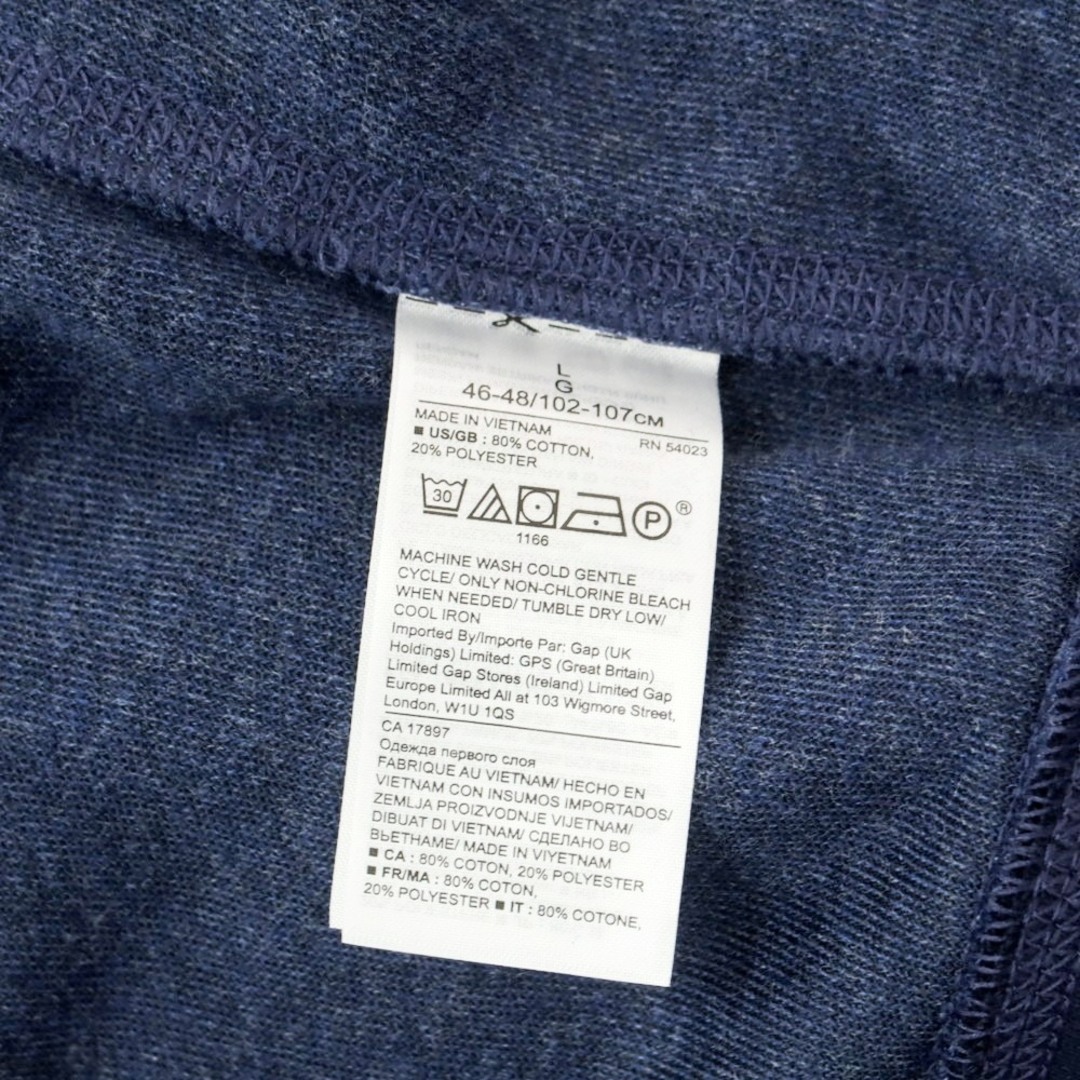 L
G
46-48/102-107CM
MADE IN VIETNAM RN 54023
■ US/GB : 80% COTTON,
20% POLYESTER
30 P ®
1166
MACHINE WASH COLD GENTLE
CYCLE/ ONLY NON-CHLORINE BLEACH
WHEN NEEDED/ TUMBLE DRY LOW/
COOL IRON
Imported By/Importe Par: Gap (UK
Holdings) Limited: GPS (Great Britain)
Limited Gap Stores (Ireland) Limited Gap
Europe Limited All at 103 Wigmore Street,
London, W1U 1QS
CA 17897
Одежда первого слоя
FABRIQUE AU VIETNAM/ HECHO EN
VIETNAM CON INSUMOS IMPORTADOS/
ZEMLJA PROIZVODNJE VIJETNAM/
DIBUAT DI VIETNAM/ СДЕЛАНО ВО
ВЬЕТНАМЕ/ MADE IN VIYETNAM
■ CA : 80% COTON, 20% POLYESTER
■ FR/MA : 80% COTON,
20% POLYESTER ■ IT : 80% COTONE,